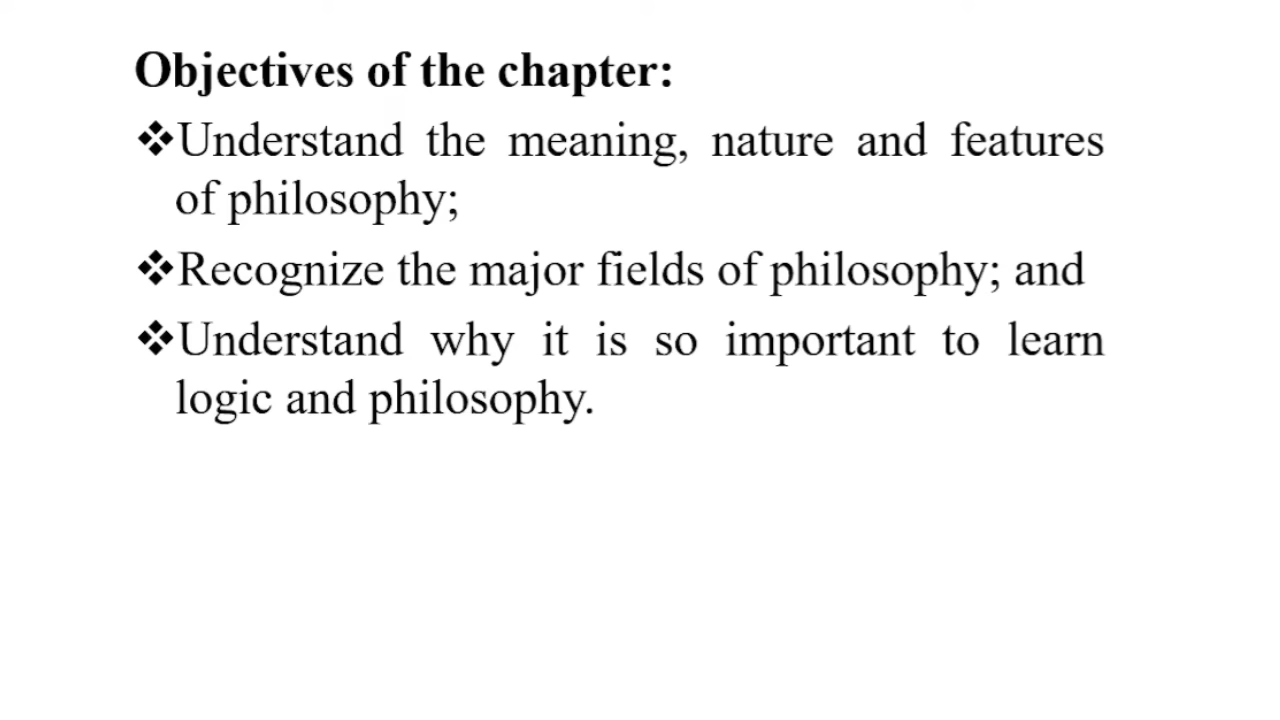 Objectives of the chapter:
❖Understand the meaning, nature and features
of philosophy;
❖Recognize the major fields of philosophy; and
❖Understand why it is so important to learn
logic and philosophy.